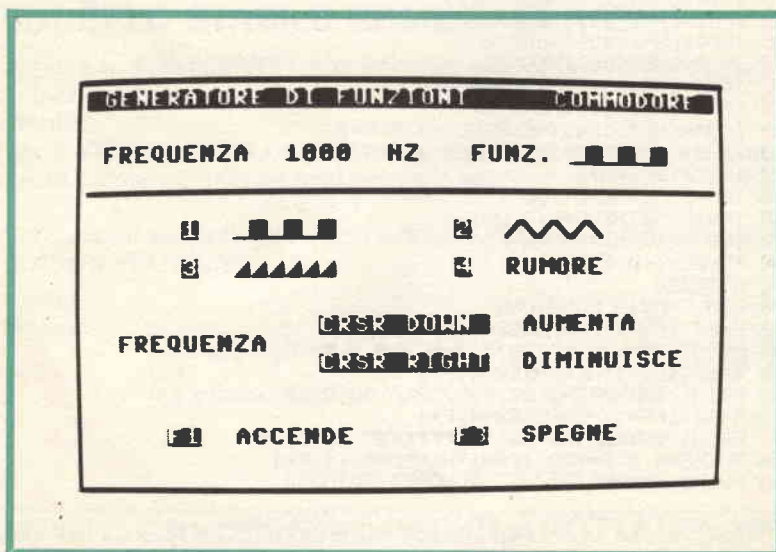 GENERATORE DI FUNZIONI COMMODORE
FREQUENZA 1000 HZ FUNZ.
1 2
3 4 RUMORE
CRSR DOWN AUMENTA
FREQUENZA
CRSR RIGHT DIMINUISCE
F1 ACCENDE F3 SPEGNE